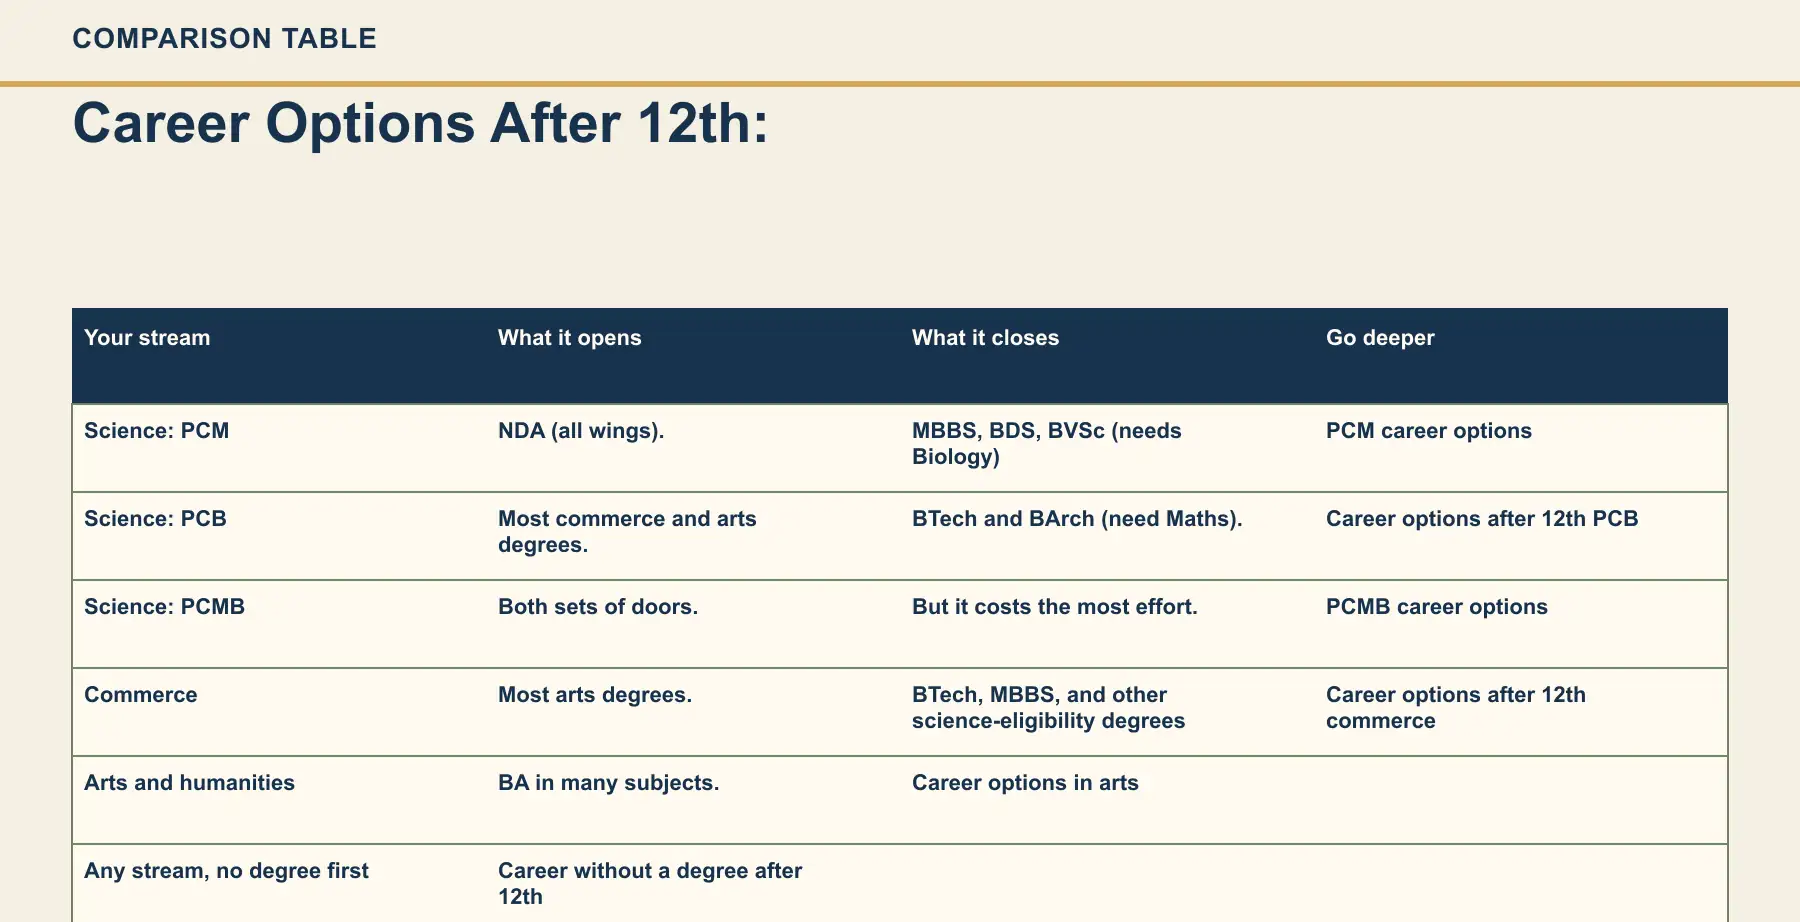 COMPARISON TABLE
Career Options After 12th:
Your stream What it opens What it closes Go deeper
Science: PCM NDA (all wings). MBBS, BDS, BVSc (needs PCM career options
Biology)
Science: PCB Most commerce and arts BTech and BArch (need Maths). Career options after 12th PCB
degrees.
Science: PCMB Both sets of doors. But it costs the most effort. PCMB career options
Commerce Most arts degrees. BTech, MBBS, and other Career options after 12th
science-eligibility degrees commerce
Arts and humanities BA in many subjects. Career options in arts
Any stream, no degree first Career without a degree after
12th